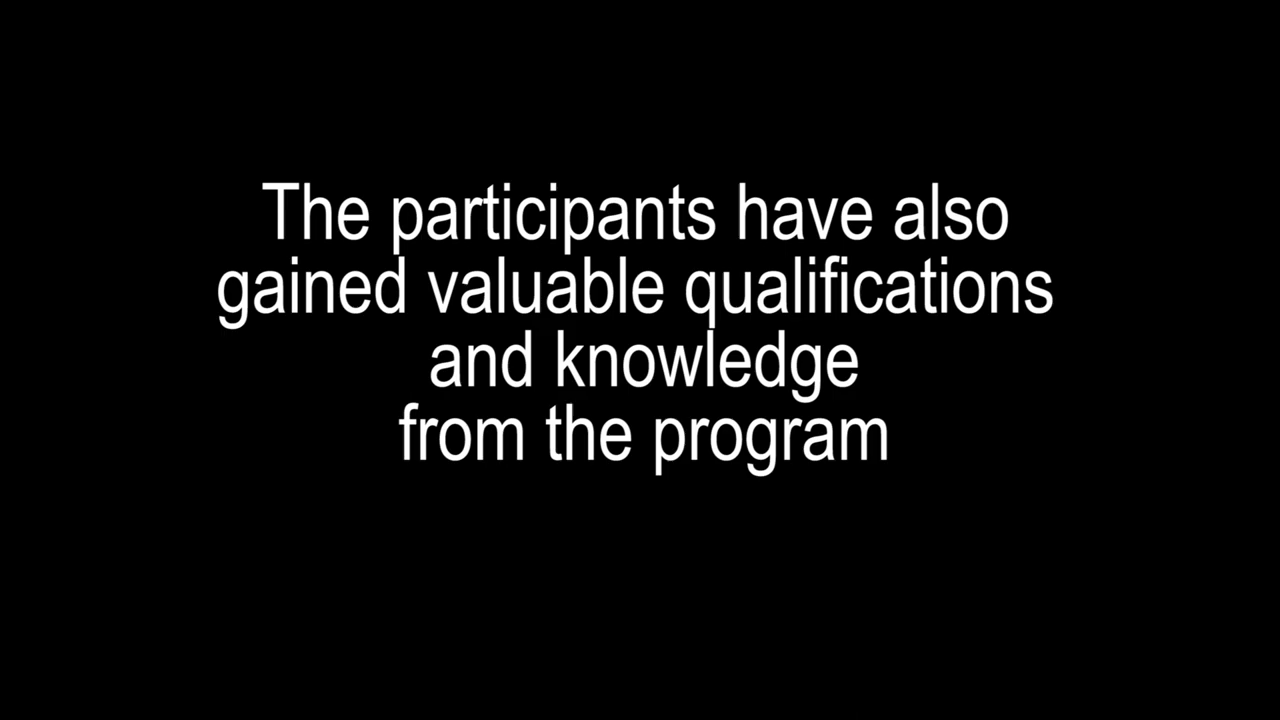 The participants have also
gained valuable qualifications
and knowledge
from the program